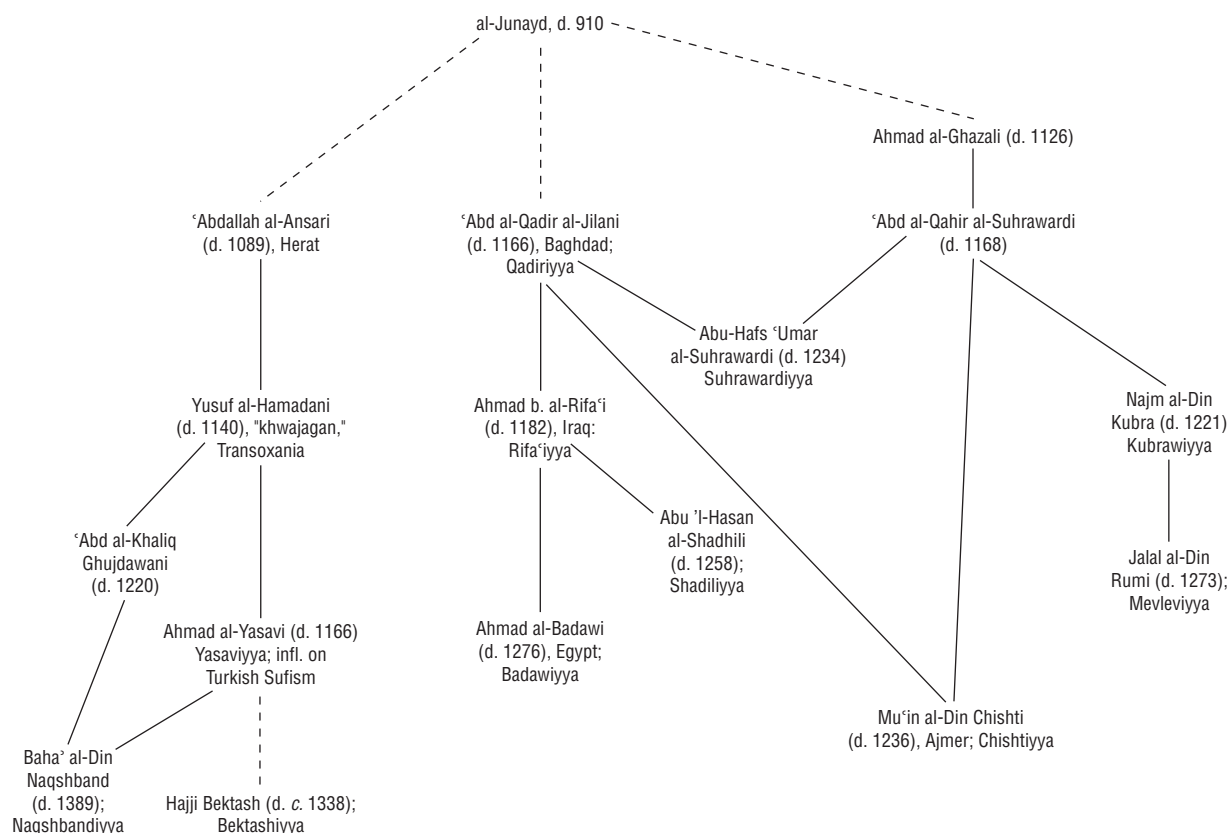 al-Junayd, d. 910
Ahmad al-Ghazali (d. 1126)
ʿAbdallah al-Ansari
(d. 1089), Herat
ʿAbd al-Qadir al-Jilani
(d. 1166), Baghdad;
Qadiriyya
ʿAbd al-Qahir al-Suhrawardi
(d. 1168)
Abu-Hafs ʿUmar
al-Suhrawardi (d. 1234)
Suhrawardiyya
Yusuf al-Hamadani
(d. 1140), "khwajagan,"
Transoxania
Ahmad b. al-Rifaʿi
(d. 1182), Iraq:
Rifaʿiyya
Najm al-Din
Kubra (d. 1221)
Kubrawiyya
ʿAbd al-Khaliq
Ghujdawani
(d. 1220)
Abu ’l-Hasan
al-Shadhili
(d. 1258);
Shadiliyya
Jalal al-Din
Rumi (d. 1273);
Mevleviyya
Ahmad al-Yasavi (d. 1166)
Yasaviyya; infl. on
Turkish Sufism
Ahmad al-Badawi
(d. 1276), Egypt;
Badawiyya
Muʿin al-Din Chishti
(d. 1236), Ajmer; Chishtiyya
Bahaʾ al-Din
Naqshband
(d. 1389);
Naqshbandiyya
Hajji Bektash (d. c. 1338);
Bektashiyya